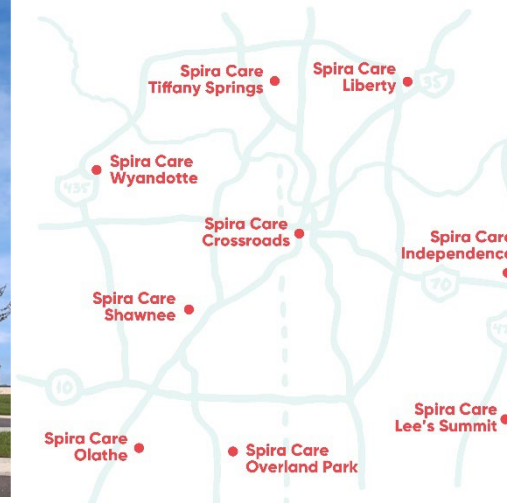 Spira Care
Tiffany Springs
Spira Care
Liberty
35
Spira Care
Wyandotte
435
Spira Care
Crossroads
Spira Care
Independence
70
Spira Care
Shawnee
10
Spira Care
Lee's Summit
Spira Care
Olathe
Spira Care
Overland Park